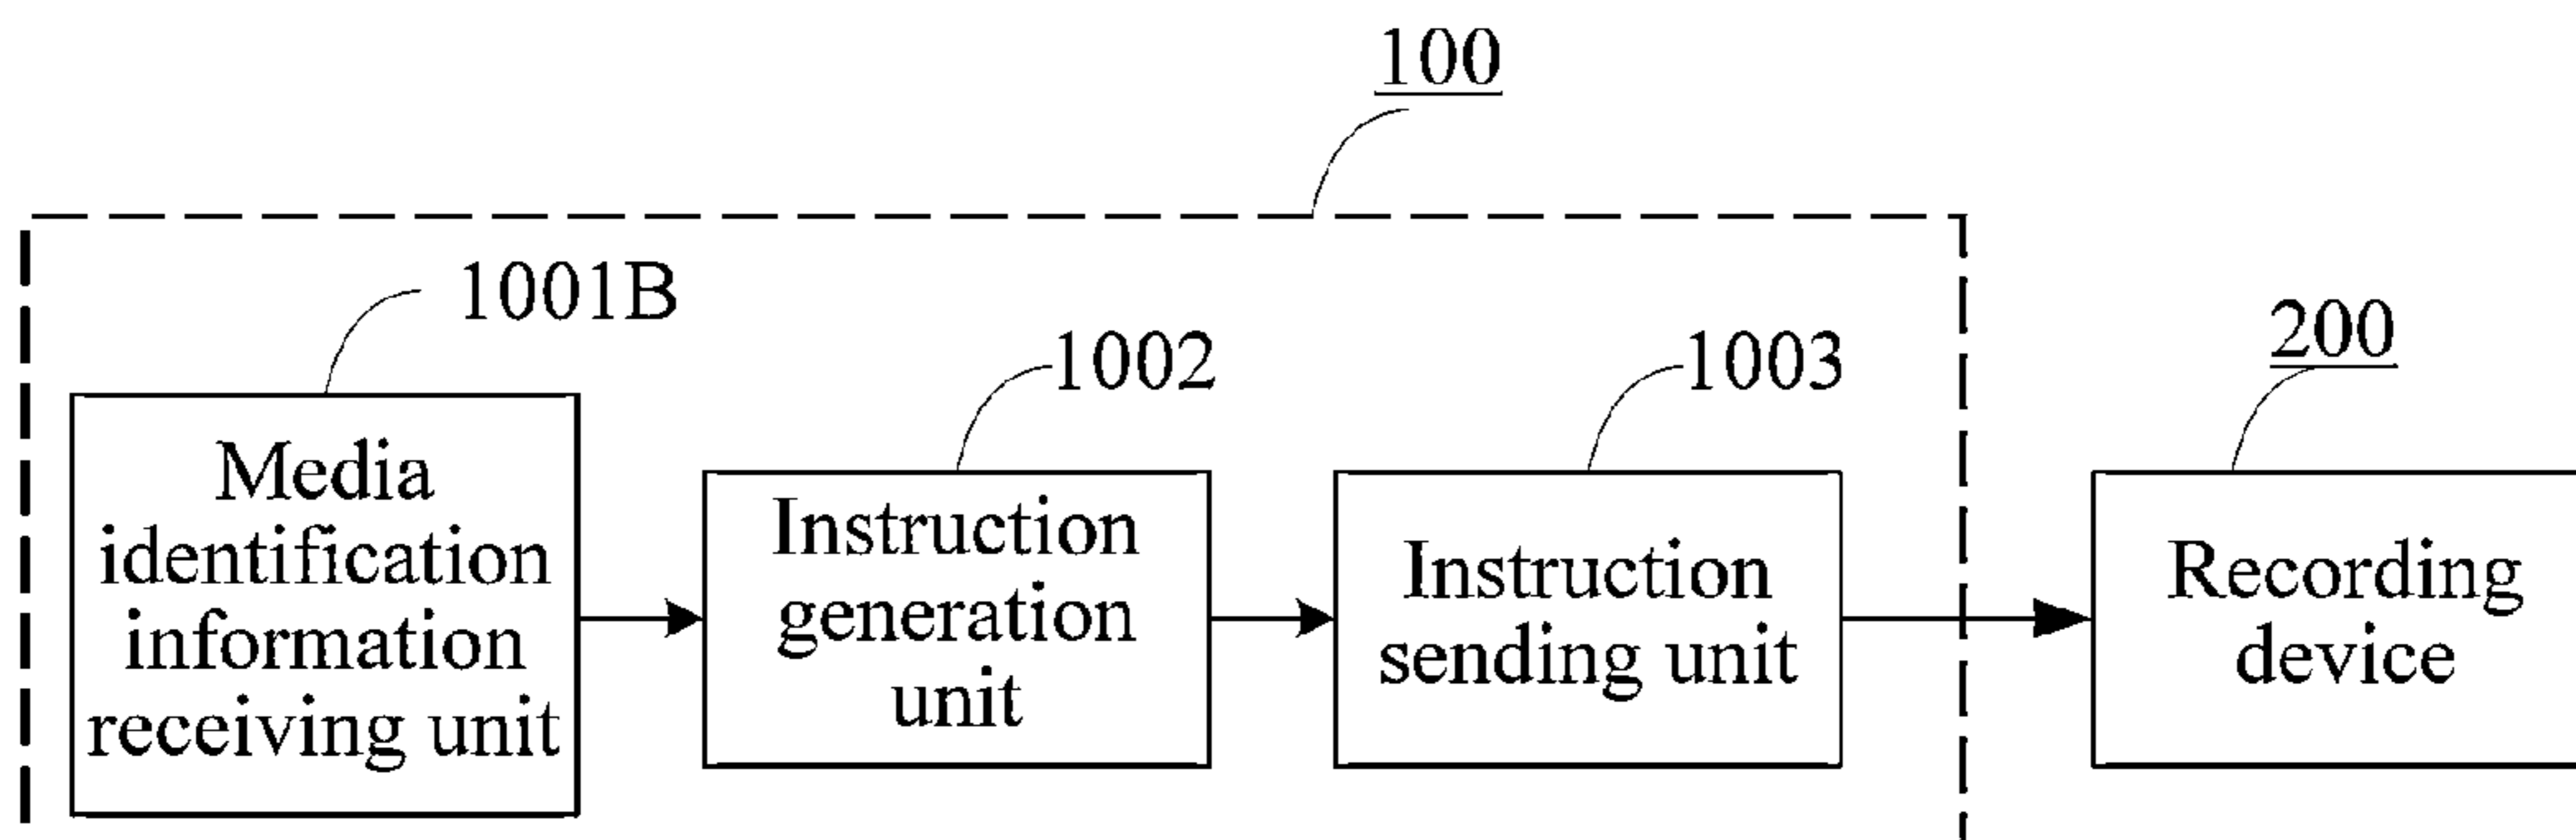 100
1001B
1002
1003
200
Media
identification
information
receiving unit
Instruction
generation
unit
Instruction
sending unit
Recording
device